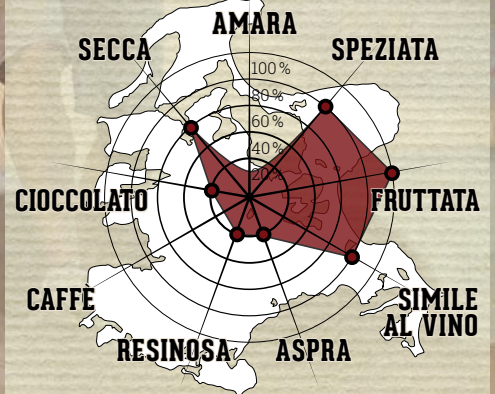 AMARA
SECCA
SPEZIATA
100%
80%
60%
40%
20%
CIOCCOLATO
FRUTTATA
CAFFÈ
SIMILE
AL VINO
RESINOSA
ASPRA